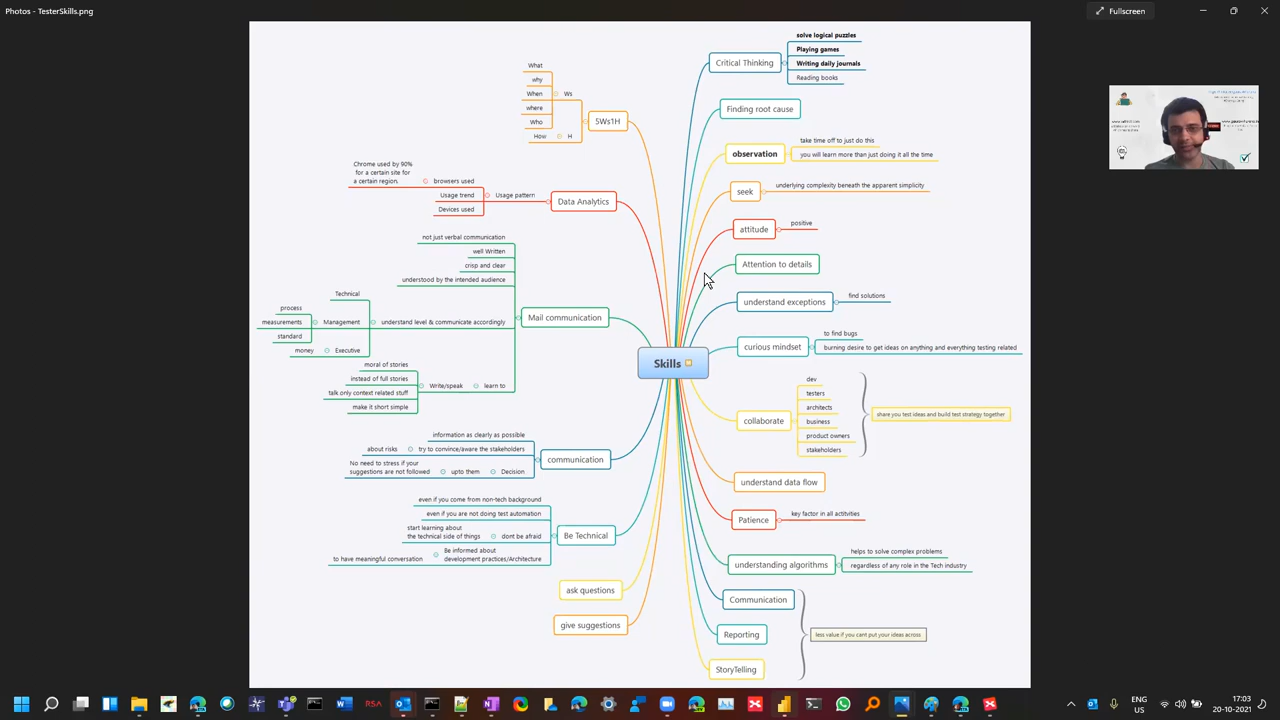 Photos - TesterSkills.png
Fullscreen
Skills
Critical Thinking
solve logical puzzles
Playing games
Writing daily journals
Reading books
Finding root cause
observation
take time off to just do this
you will learn more than just doing it all the time
seek
underlying complexity beneath the apparent simplicity
attitude
positive
Attention to details
understand exceptions
find solutions
curious mindset
to find bugs
burning desire to get ideas on anything and everything testing related
collaborate
dev
testers
architects
business
product owners
stakeholders
share you test ideas and build test strategy together
understand data flow
Patience
key factor in all actitvities
understanding algorithms
helps to solve complex problems
regardless of any role in the Tech industry
Communication
Reporting
StoryTelling
less value if you cant put your ideas across
5Ws1H
Ws
What
why
When
where
Who
H
How
Data Analytics
Usage pattern
browsers used
Chrome used by 90%
for a certain site for
a certain region.
Usage trend
Devices used
Mail communication
not just verbal communication
well Written
crisp and clear
understood by the intended audience
understand level & communicate accordingly
Technical
Management
process
measurements
standard
Executive
money
learn to
Write/speak
moral of stories
instead of full stories
talk only context related stuff
make it short simple
communication
information as clearly as possible
try to convince/aware the stakeholders
about risks
Decision
upto them
No need to stress if your
suggestions are not followed
Be Technical
even if you come from non-tech background
even if you are not doing test automation
dont be afraid
start learning about
the technical side of things
Be informed about
development practices/Architecture
to have meaningful conversation
ask questions
give suggestions
RSA
ENG
US
17:03
20-10-2021